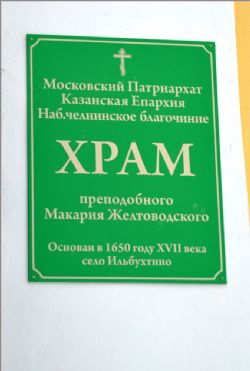 Московский Патриархат
Казанская Епархия
Наб.челнинское благочиние
ХРАМ
преподобного
Макария Желтоводского
Основан в 1650 году XVII века
село Ильбухтино